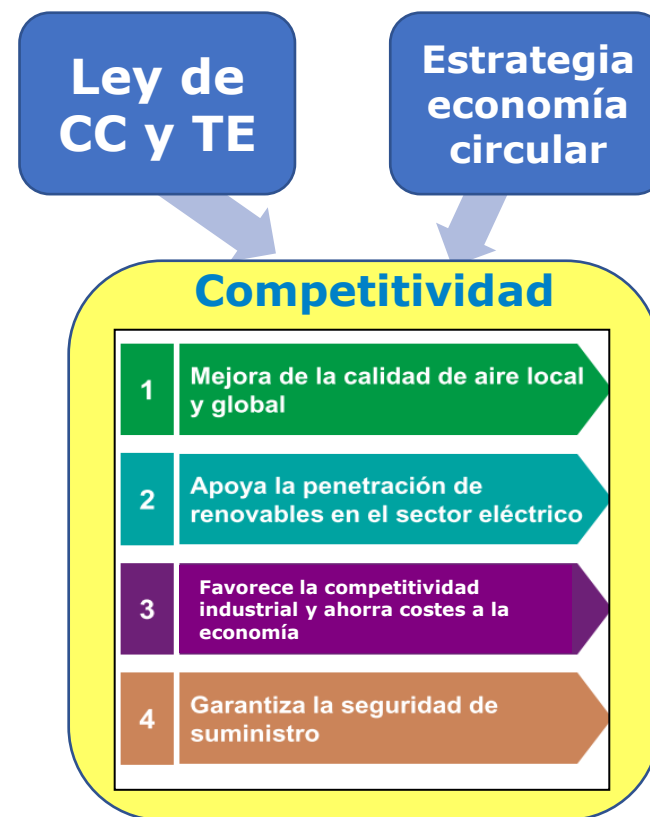 Ley de
CC y TE
Estrategia
economía
circular
Competitividad
1
Mejora de la calidad de aire local
y global
2
Apoya la penetración de
renovables en el sector eléctrico
3
Favorece la competitividad
industrial y ahorra costes a la
economía
4
Garantiza la seguridad de
suministro